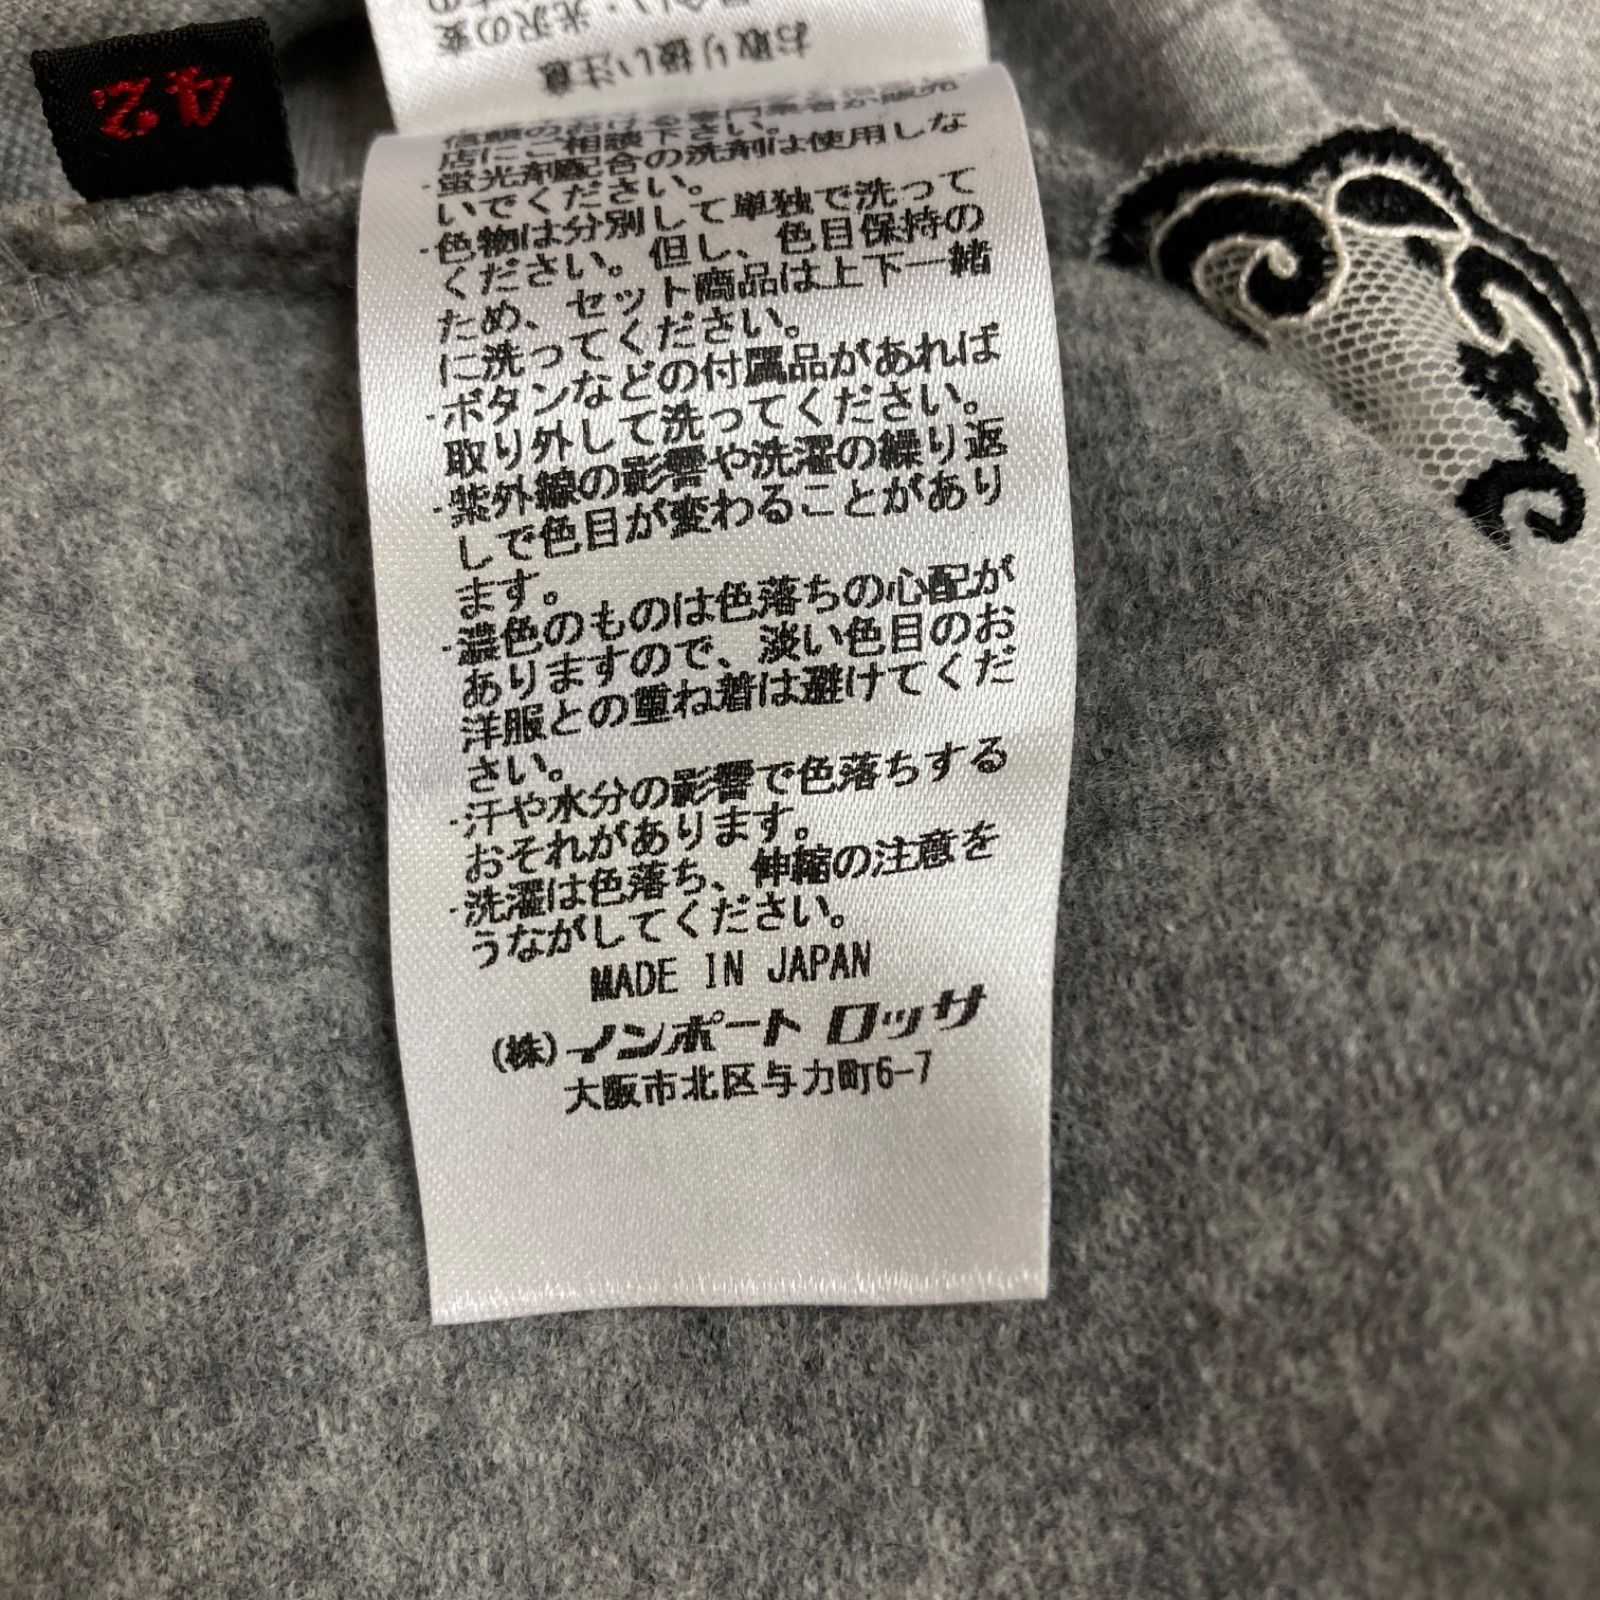 42
お取り扱い注意
店にご相談下さい。
・蛍光剤配合の洗剤は使用しな
いでください。
・色物は分別して単独で洗って
ください。但し、色目保持の
ため、セット商品は上下一緒
に洗ってください。
・ボタンなどの付属品があれば
取り外して洗ってください。
・紫外線の影響や洗濯の繰り返
しで色目が変わることがあり
ます。
・濃色のものは色落ちの心配が
ありますので、淡い色目のお
洋服との重ね着は避けてくだ
さい。
・汗や水分の影響で色落ちする
おそれがあります。
・洗濯は色落ち、伸縮の注意を
うながしてください。
MADE IN JAPAN
(株)インポート ロッサ
大阪市北区与力町6-7